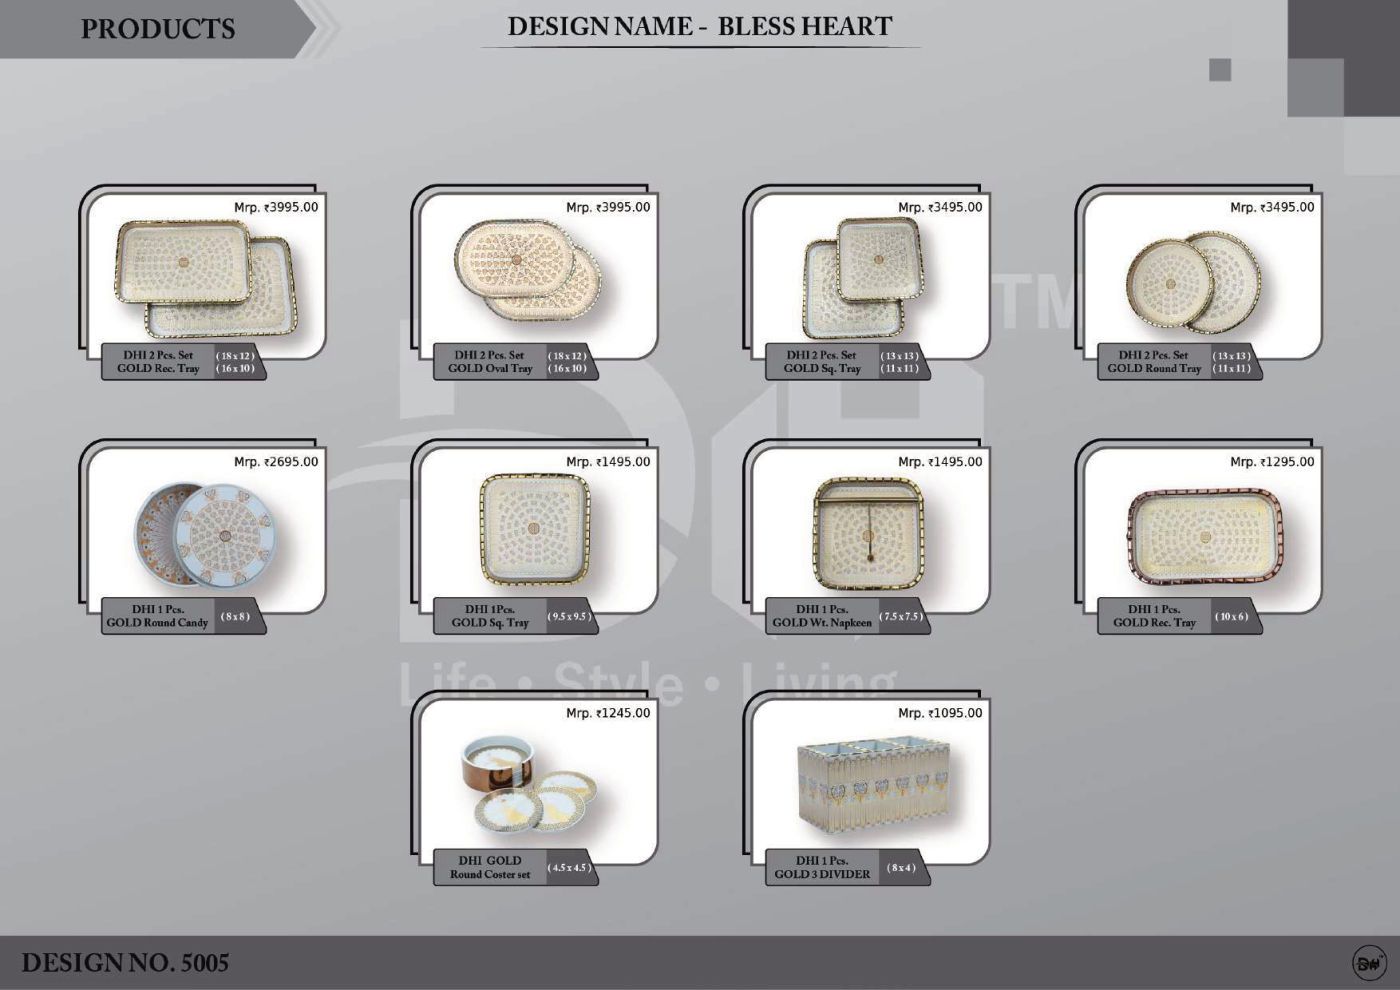 PRODUCTS
DESIGN NAME - BLESS HEART
Mrp. ₹3995.00
DHI 2 Pcs. Set
GOLD Rec. Tray
( 18 x 12 )
( 16 x 10 )
Mrp. ₹3995.00
DHI 2 Pcs. Set
GOLD Oval Tray
( 18 x 12 )
( 16 x 10 )
Mrp. ₹3495.00
DHI 2 Pcs. Set
GOLD Sq. Tray
( 13 x 13 )
( 11 x 11 )
Mrp. ₹3495.00
DHI 2 Pcs. Set
GOLD Round Tray
( 13 x 13 )
( 11 x 11 )
TM
Mrp. ₹2695.00
DHI 1 Pcs.
GOLD Round Candy
( 8 x 8 )
Mrp. ₹1495.00
DHI 1Pcs.
GOLD Sq. Tray
( 9.5 x 9.5 )
Mrp. ₹1495.00
DHI 1 Pcs.
GOLD Wt. Napkeen
( 7.5 x 7.5 )
Mrp. ₹1295.00
DHI 1 Pcs.
GOLD Rec. Tray
( 10 x 6 )
Life • Style • Living
Mrp. ₹1245.00
DHI GOLD
Round Coster set
( 4.5 x 4.5 )
Mrp. ₹1095.00
DHI 1 Pcs.
GOLD 3 DIVIDER
( 8 x 4 )
DESIGN NO. 5005